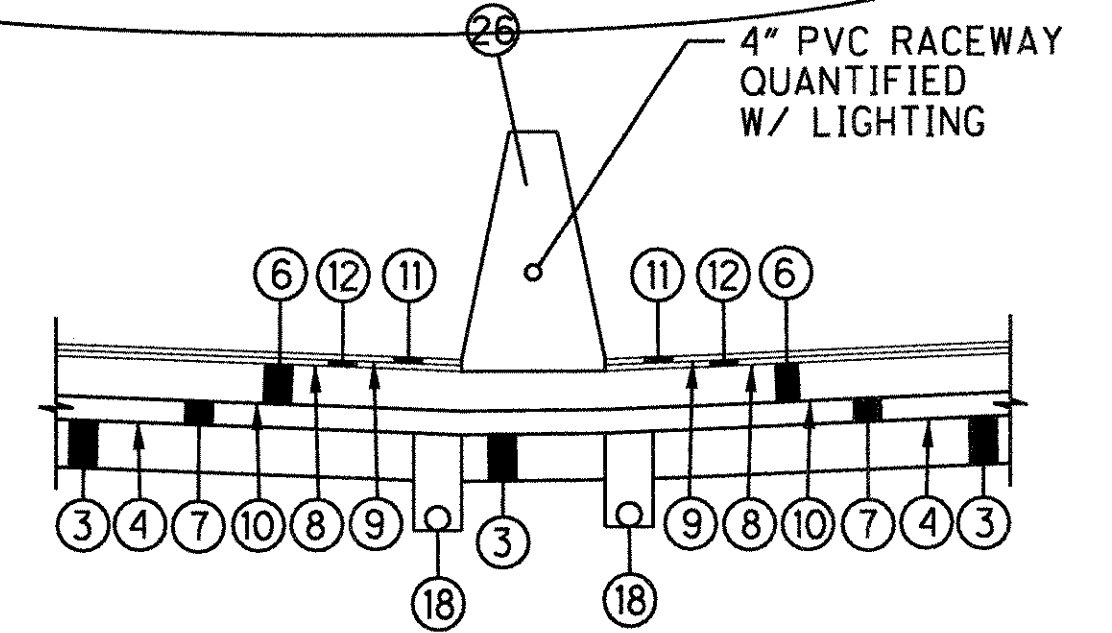 26
4" PVC RACEWAY
QUANTIFIED
W/ LIGHTING
6 12 11 11 12 6
3 4 7 10 8 9 3 9 8 10 7 4 3
18 18